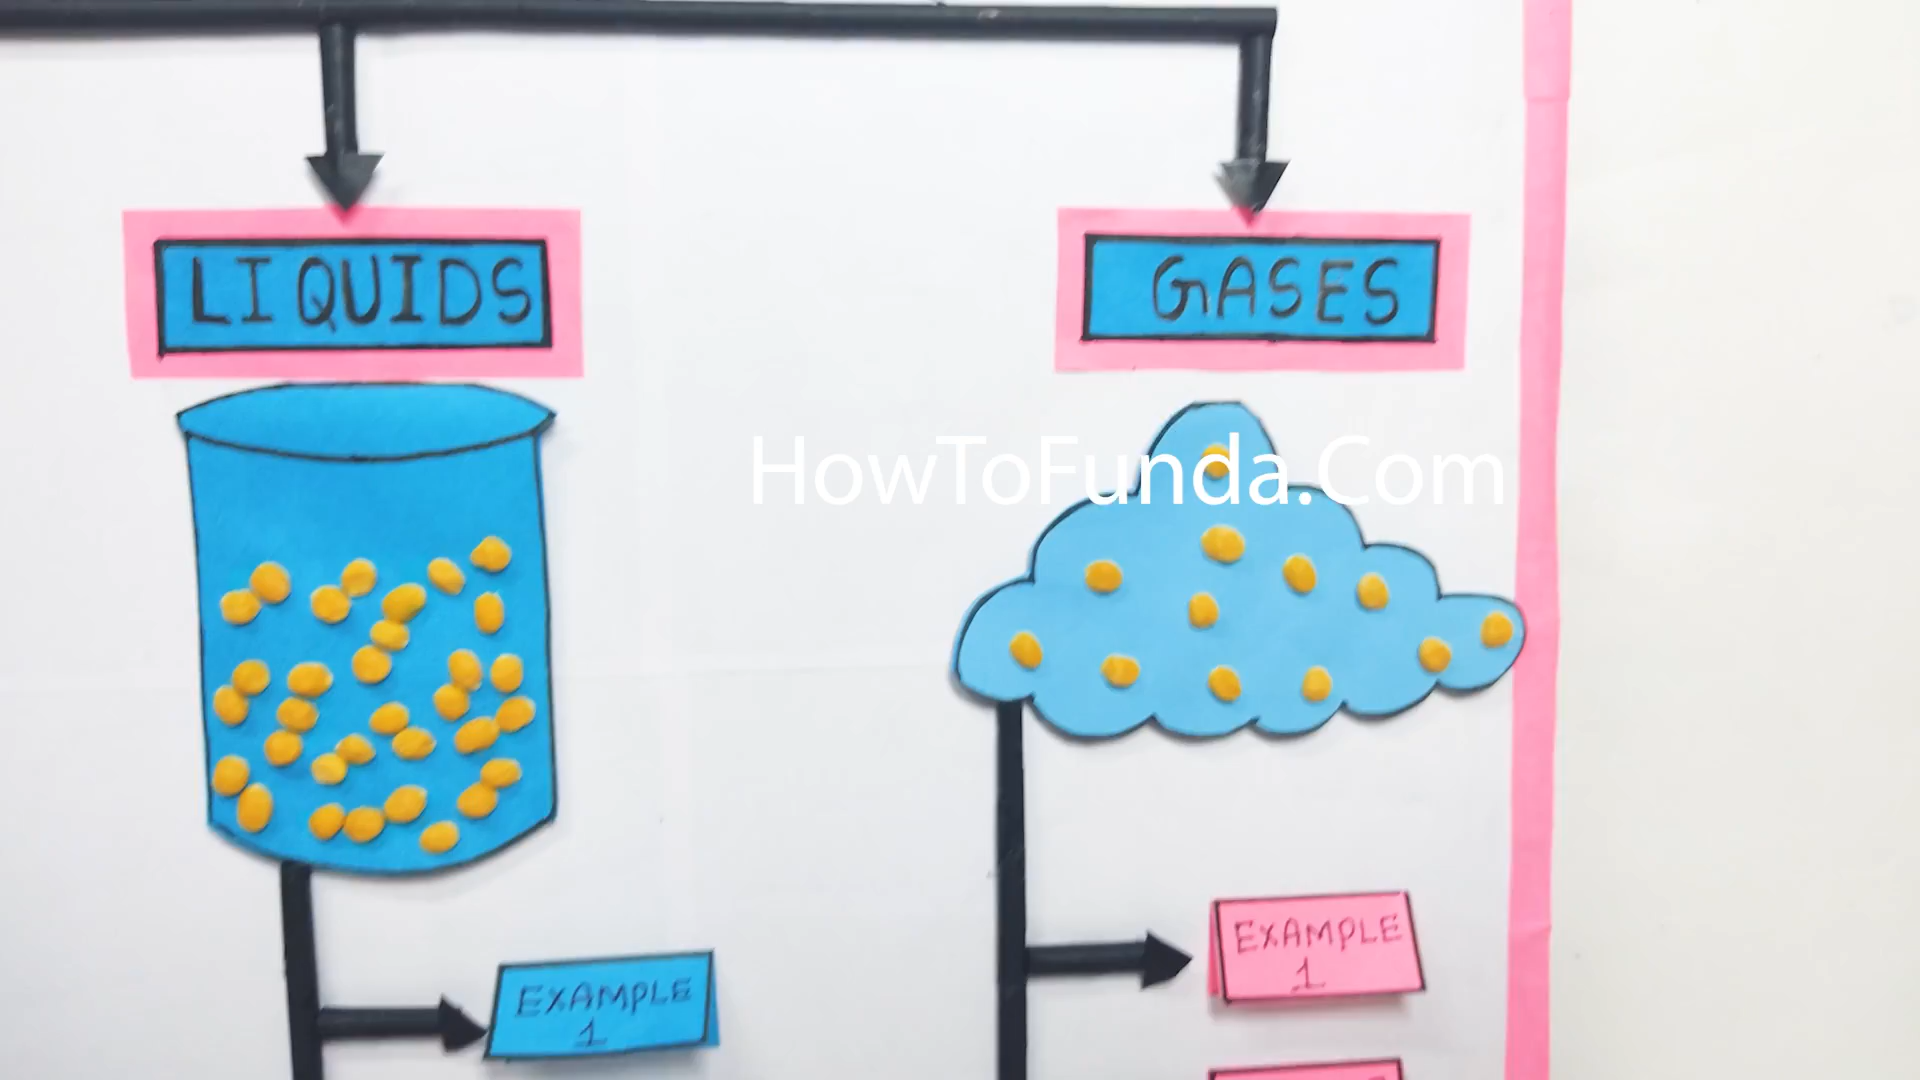 LIQUIDS
GASES
HowToFunda.Com
EXAMPLE
1
EXAMPLE
1